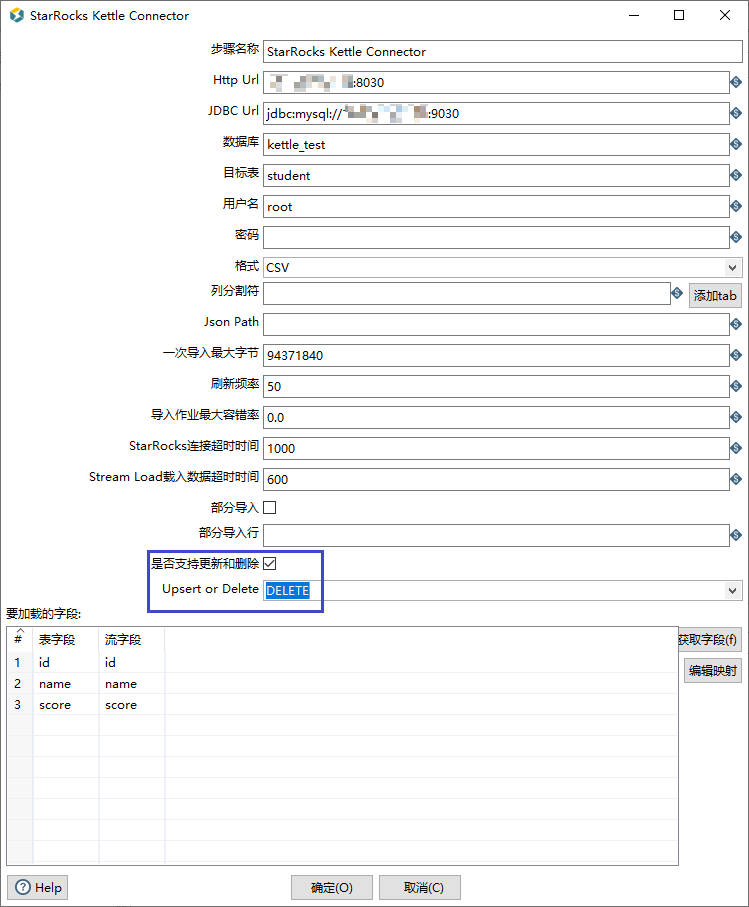 StarRocks Kettle Connector
步骤名称 StarRocks Kettle Connector
Http Url :8030
JDBC Url jdbc:mysql:// :9030
数据库 kettle_test
目标表 student
用户名 root
密码
格式 CSV
列分割符 添加tab
Json Path
一次导入最大字节 94371840
刷新频率 50
导入作业最大容错率 0.0
StarRocks连接超时时间 1000
Stream Load载入数据超时时间 600
部分导入
部分导入行
是否支持更新和删除
Upsert or Delete DELETE
要加载的字段:
# 表字段 流字段 获取字段(f)
1 id id
编辑映射
2 name name
3 score score
Help 确定(O) 取消(C)